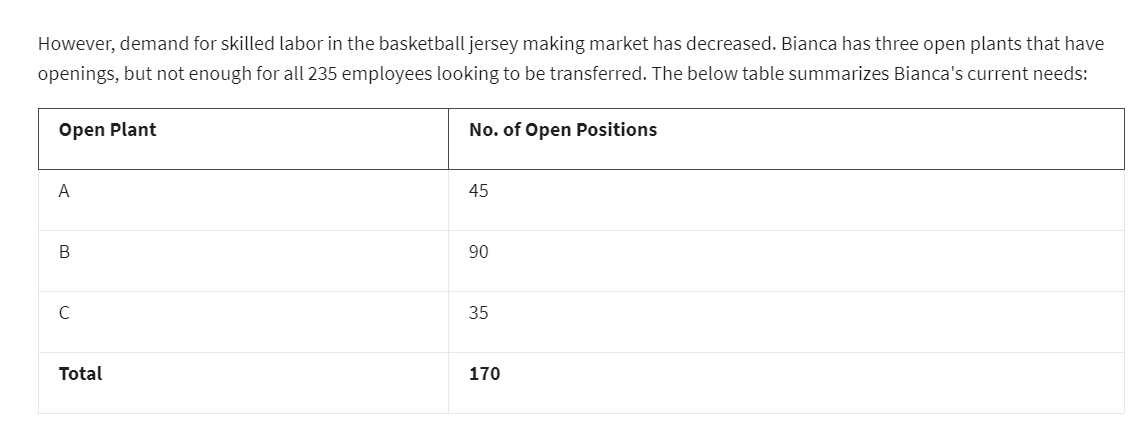 However, demand for skilled labor in the basketball jersey making market has decreased. Bianca has three open plants that have
openings, but not enough for all 235 employees looking to be transferred. The below table summarizes Bianca's current needs:
Open Plant No. of Open Positions
A 45
B 90
C 35
Total 170